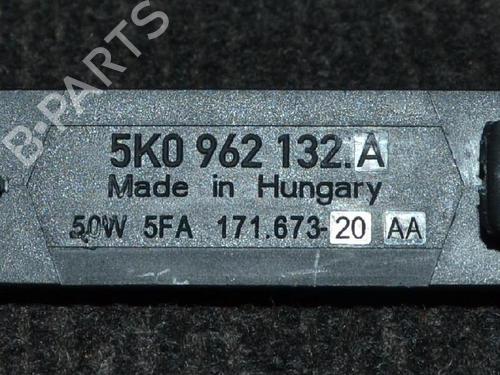 B-PARTS
5K0 962 132.A
Made in Hungary
50W 5FA 171.673-20 AA